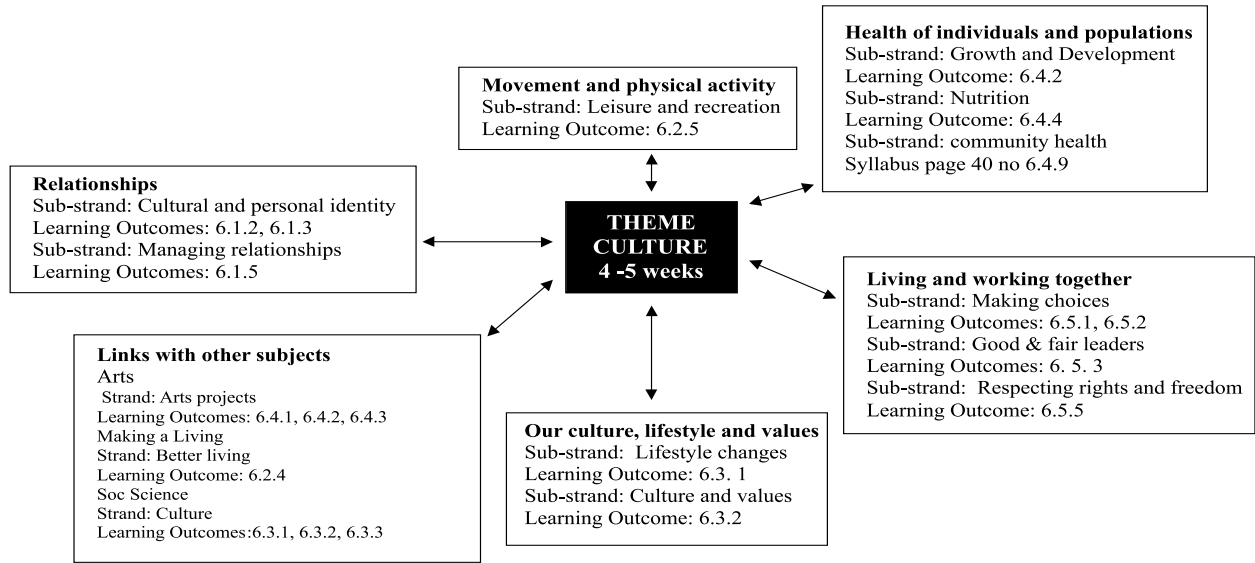 Health of individuals and populations
Sub-strand: Growth and Development
Learning Outcome: 6.4.2
Sub-strand: Nutrition
Learning Outcome: 6.4.4
Sub-strand: community health
Syllabus page 40 no 6.4.9
Movement and physical activity
Sub-strand: Leisure and recreation
Learning Outcome: 6.2.5
Relationships
Sub-strand: Cultural and personal identity
Learning Outcomes: 6.1.2, 6.1.3
Sub-strand: Managing relationships
Learning Outcomes: 6.1.5
THEME
CULTURE
4 -5 weeks
Living and working together
Sub-strand: Making choices
Learning Outcomes: 6.5.1, 6.5.2
Sub-strand: Good & fair leaders
Learning Outcomes: 6. 5. 3
Sub-strand:  Respecting rights and freedom
Learning Outcome: 6.5.5
Links with other subjects
Arts
Strand: Arts projects
Learning Outcomes: 6.4.1, 6.4.2, 6.4.3
Making a Living
Strand: Better living
Learning Outcome: 6.2.4
Soc Science
Strand: Culture
Learning Outcomes:6.3.1, 6.3.2, 6.3.3
Our culture, lifestyle and values
Sub-strand:  Lifestyle changes
Learning Outcome: 6.3. 1
Sub-strand: Culture and values
Learning Outcome: 6.3.2